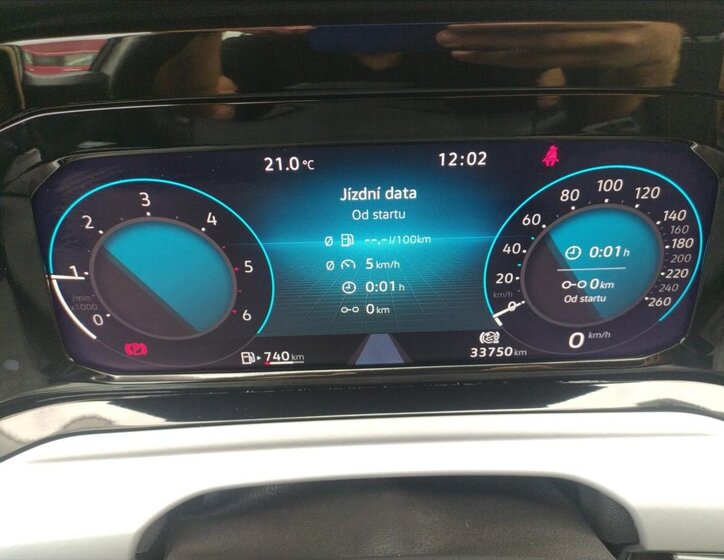 21.0 °C
12:02
Jízdní data
Od startu
Ø --,- l/100km
Ø 5 km/h
0:01 h
0 km
0
1
2
3
4
5
6
/min
x1000
P
740 km
0
20
40
60
80
100
120
140
160
180
200
220
240
260
km/h
0:01 h
0 km
Od startu
0 km/h
33750 km